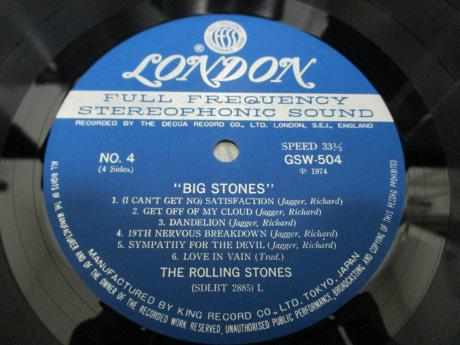 ffss
®
LONDON
FULL FREQUENCY
STEREOPHONIC SOUND
RECORDED BY THE DECCA RECORD CO., LTD. LONDON, S.E.I, ENGLAND
NO. 4
(4 Sides)
SPEED 33⅓
GSW-504
℗ 1974
"BIG STONES"
1. (I CAN'T GET NO) SATISFACTION (Jagger, Richard)
2. GET OFF OF MY CLOUD (Jagger, Richard)
3. DANDELION (Jagger, Richard)
4. 19TH NERVOUS BREAKDOWN (Jagger, Richard)
5. SYMPATHY FOR THE DEVIL (Jagger, Richard)
6. LOVE IN VAIN (Trad.)
THE ROLLING STONES
(SDLBT 2885) L
MANUFACTURED BY KING RECORD CO., LTD. TOKYO, JAPAN
ALL RIGHTS OF THE MANUFACTURER AND OF THE OWNER OF THE RECORDED WORK RESERVED, UNAUTHORISED PUBLIC PERFORMANCE, BROADCASTING AND COPYING OF THIS RECORD PROHIBITED